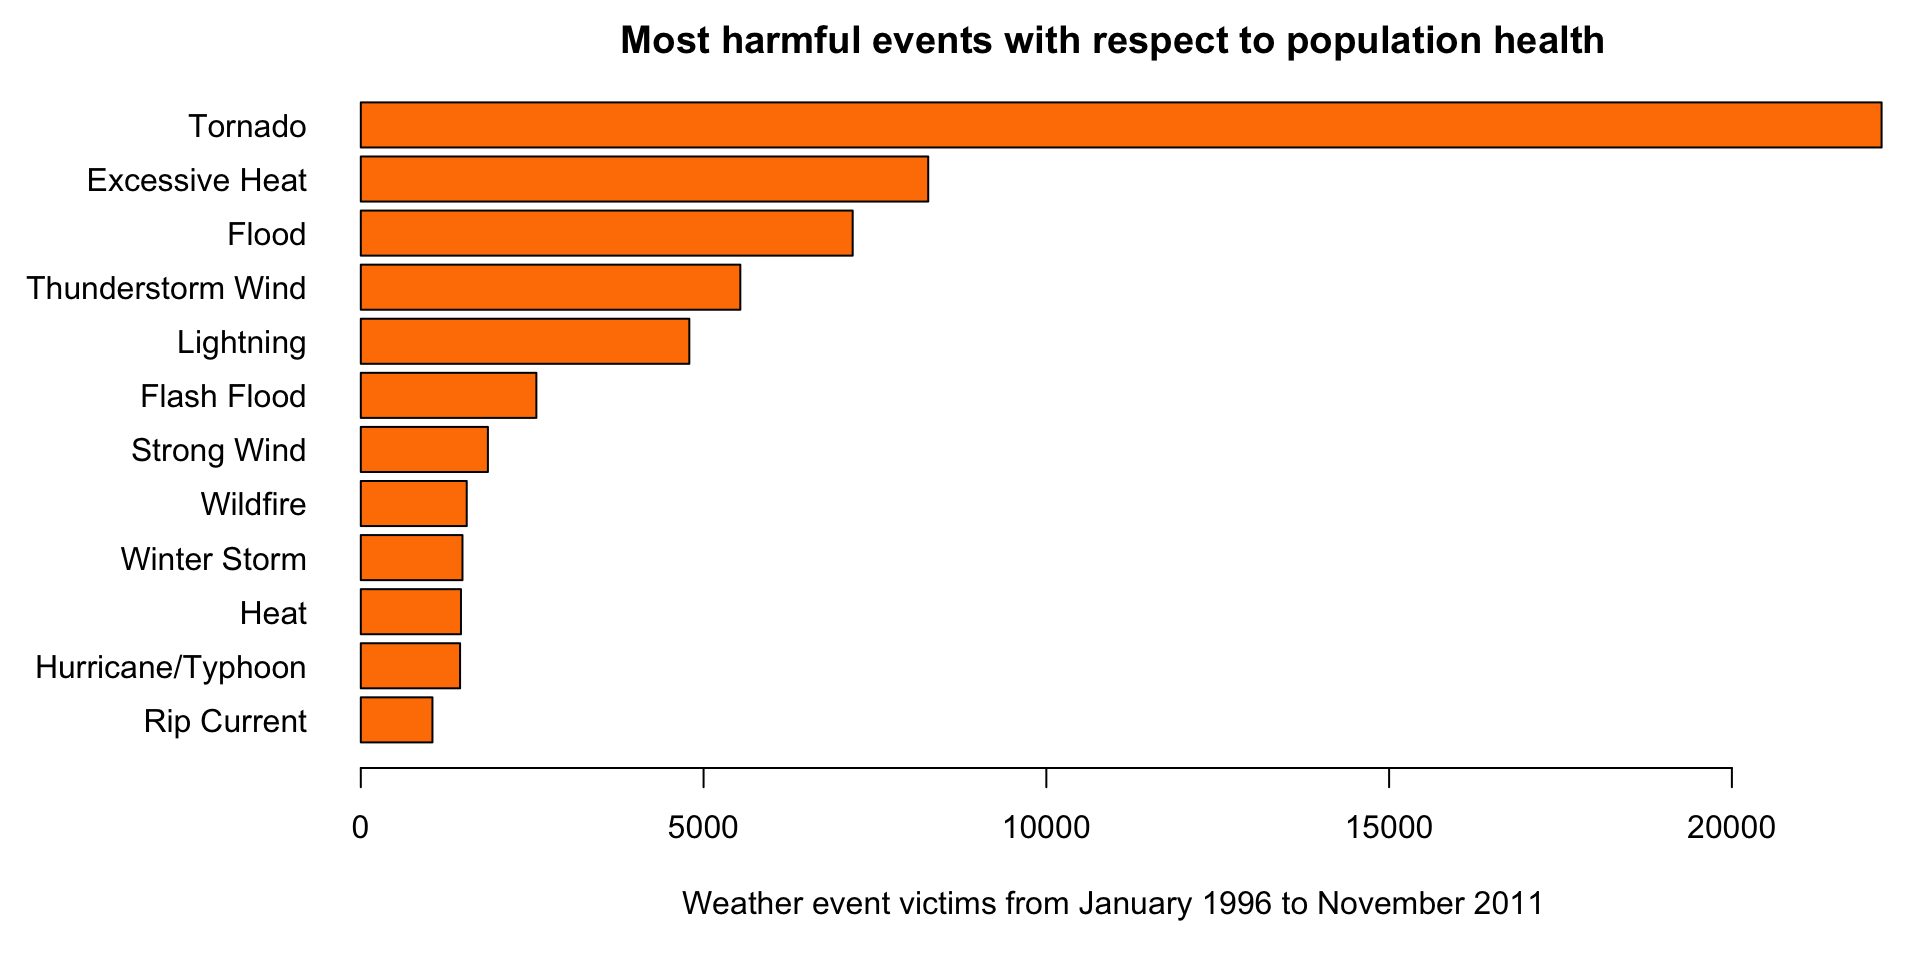 Most harmful events with respect to population health
Tornado
Excessive Heat
Flood
Thunderstorm Wind
Lightning
Flash Flood
Strong Wind
Wildfire
Winter Storm
Heat
Hurricane/Typhoon
Rip Current
0 5000 10000 15000 20000
Weather event victims from January 1996 to November 2011